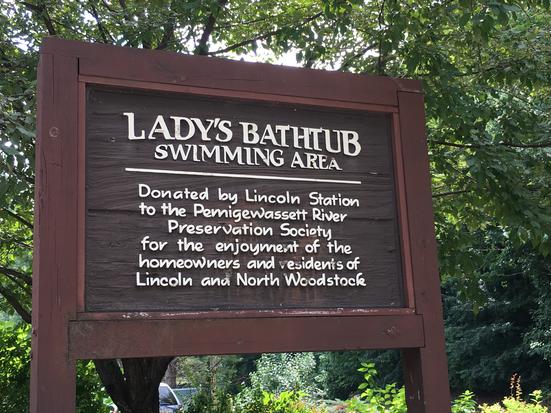 LADY'S BATHTUB
SWIMMING AREA
Donated by Lincoln Station
to the Pemigewassett River
Preservation Society
for the enjoyment of the
homeowners and residents of
Lincoln and North Woodstock